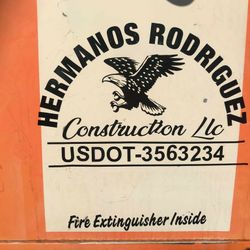 HERMANOS RODRIGUEZ
Construction Llc
USDOT-3563234
Fire Extinguisher Inside